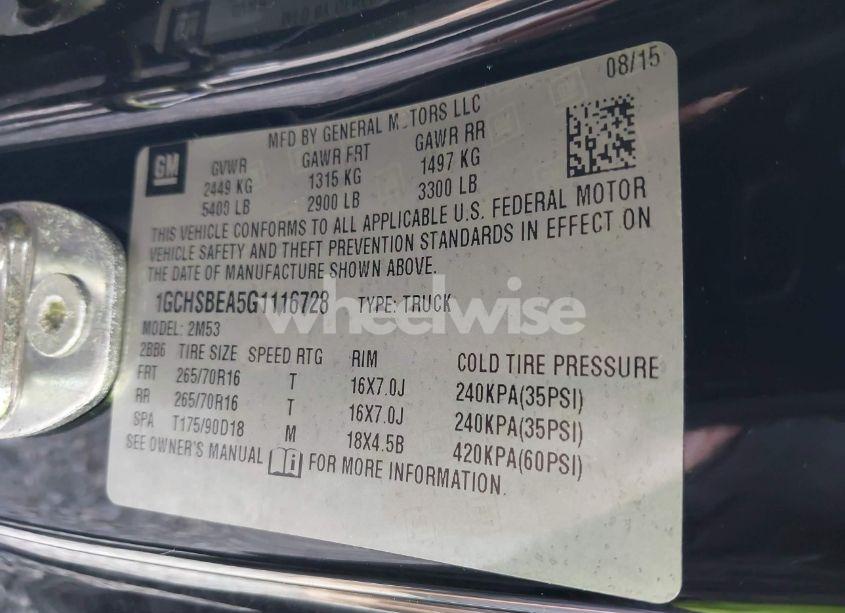 08/15
MFD BY GENERAL M TORS LLC
GM
GVWR GAWR FRT GAWR RR
2449 KG 1315 KG 1497 KG
5400 LB 2900 LB 3300 LB
THIS VEHICLE CONFORMS TO ALL APPLICABLE U.S. FEDERAL MOTOR
VEHICLE SAFETY AND THEFT PREVENTION STANDARDS IN EFFECT ON
THE DATE OF MANUFACTURE SHOWN ABOVE.
1GCHSBEA5G1116728 TYPE: TRUCK
wheelwise
MODEL: 2M53
2BB6 TIRE SIZE SPEED RTG RIM COLD TIRE PRESSURE
FRT 265/70R16 T 16X7.0J 240KPA(35PSI)
RR 265/70R16 T 16X7.0J 240KPA(35PSI)
SPA T175/90D18 M 18X4.5B 420KPA(60PSI)
SEE OWNER'S MANUAL FOR MORE INFORMATION.